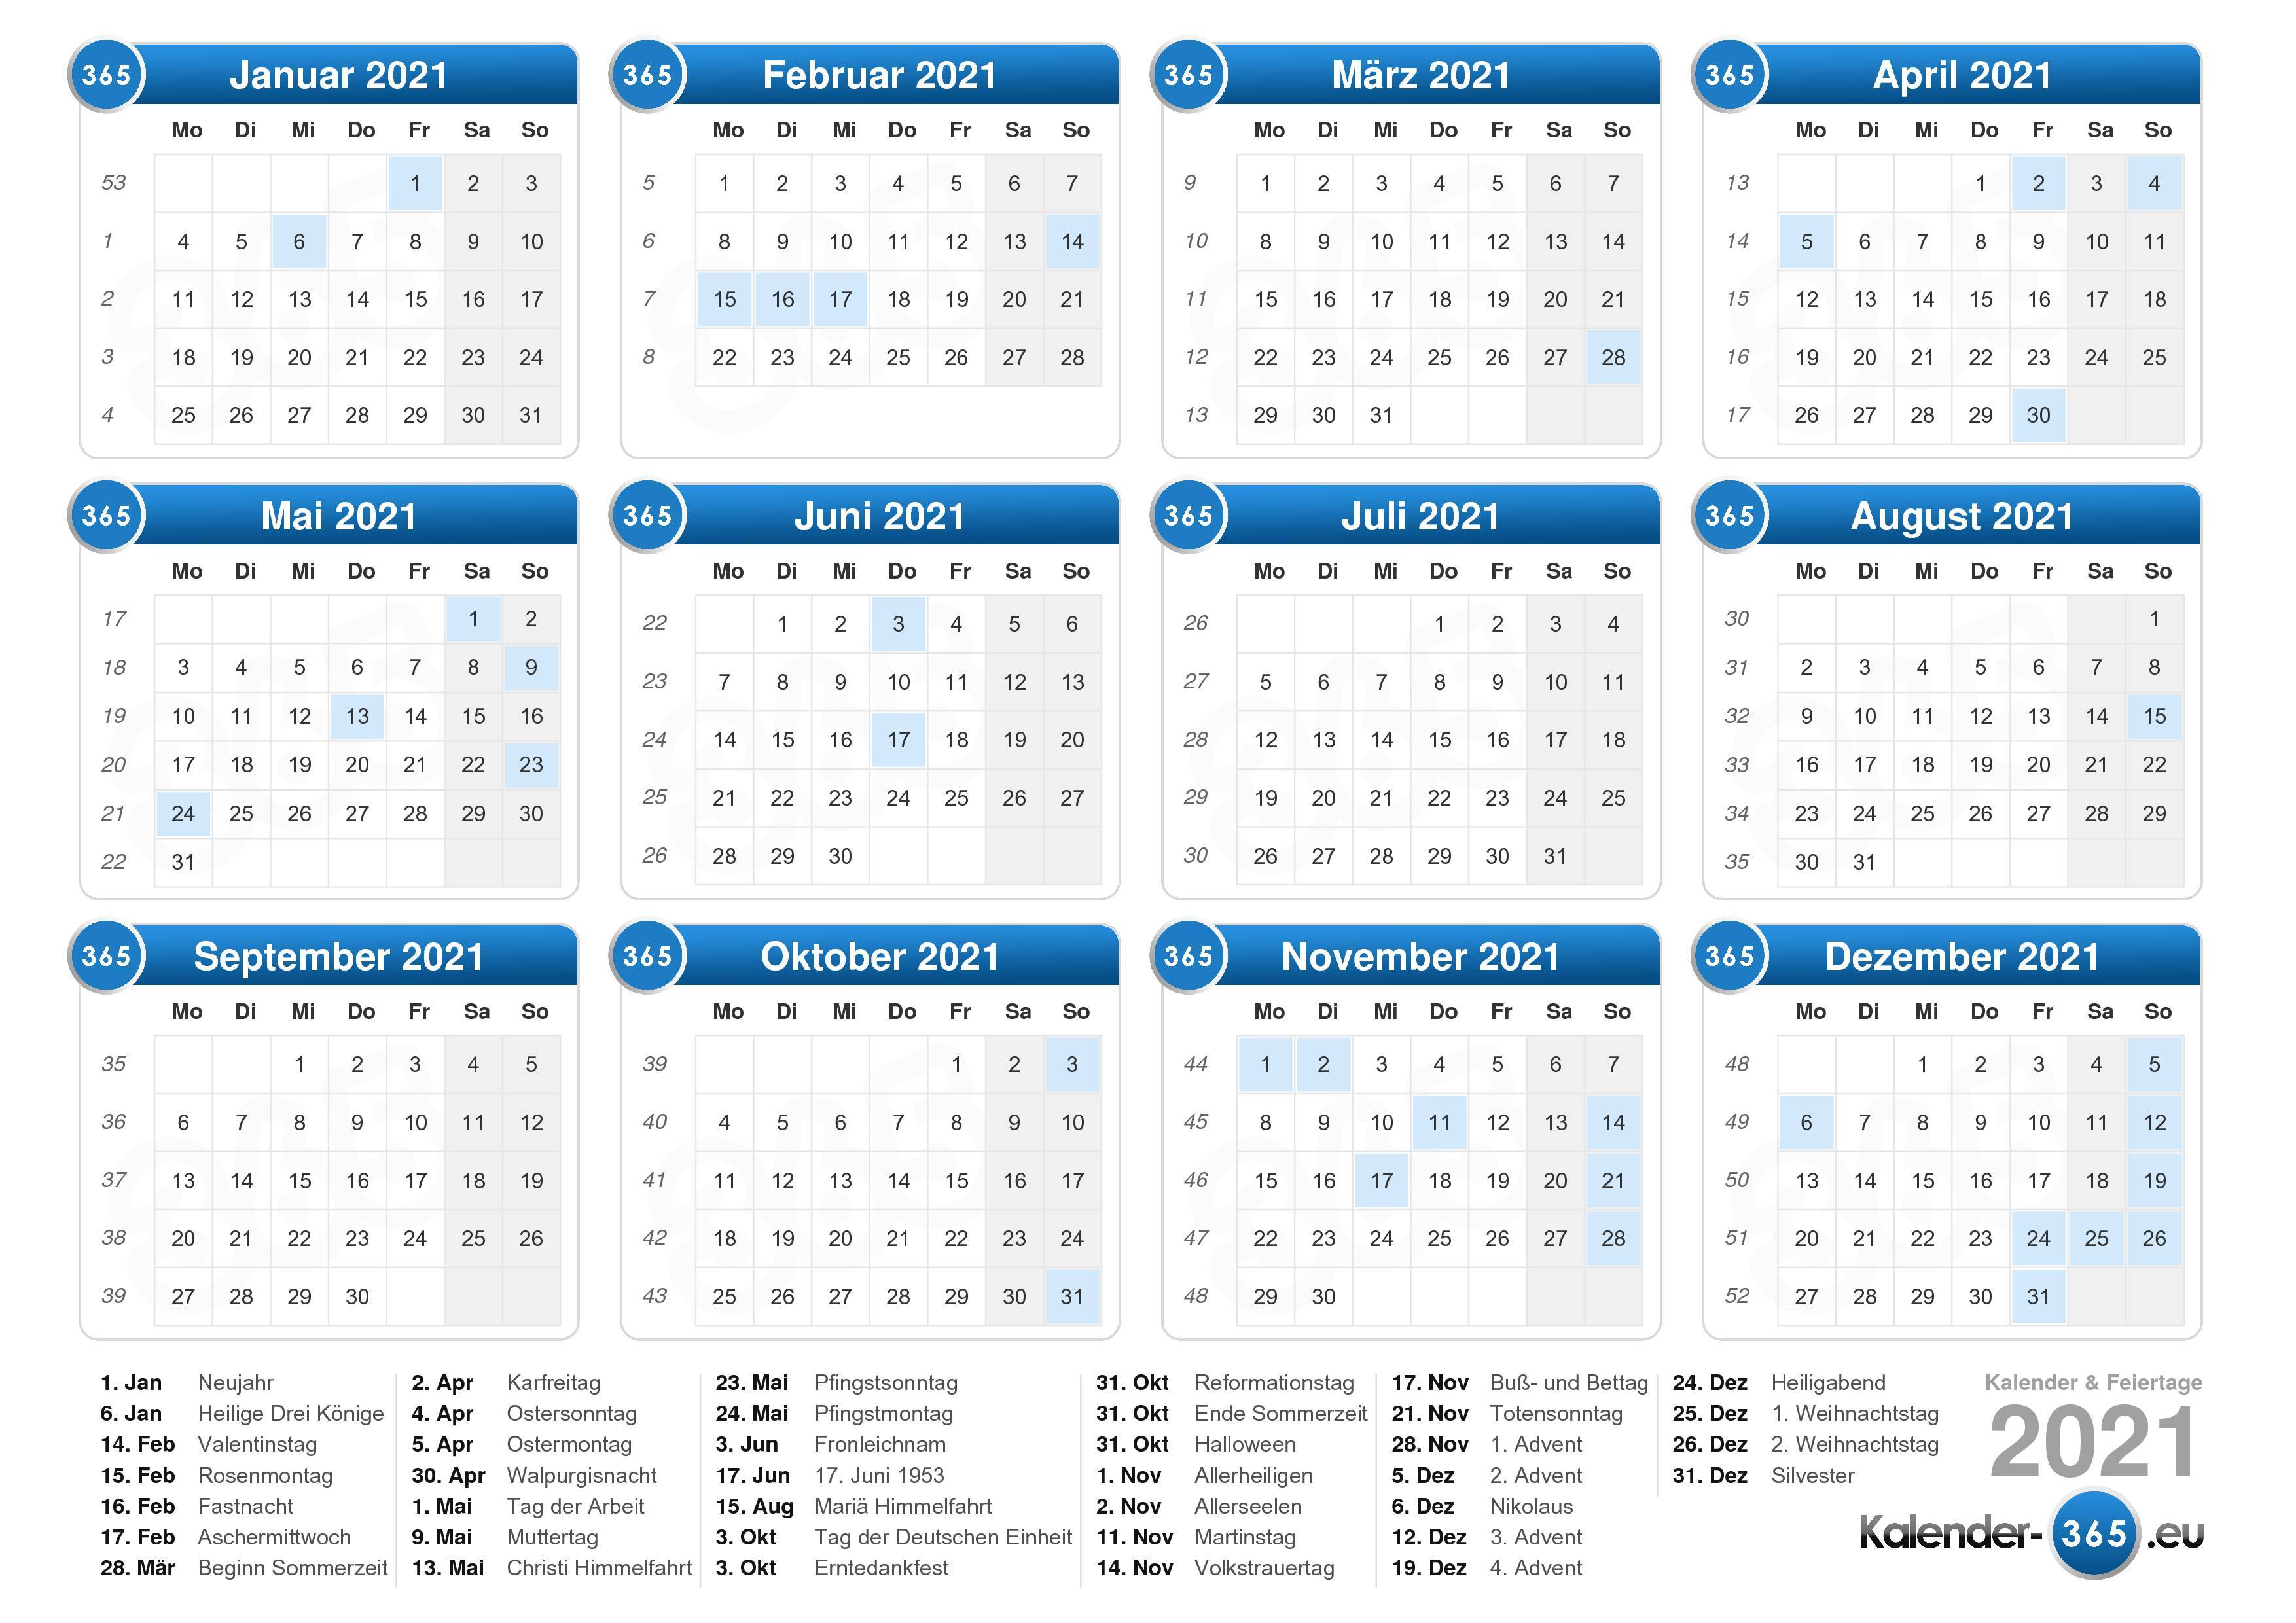 365 Januar 2021
Mo Di Mi Do Fr Sa So
53 1 2 3
1 4 5 6 7 8 9 10
2 11 12 13 14 15 16 17
3 18 19 20 21 22 23 24
4 25 26 27 28 29 30 31
365 Februar 2021
Mo Di Mi Do Fr Sa So
5 1 2 3 4 5 6 7
6 8 9 10 11 12 13 14
7 15 16 17 18 19 20 21
8 22 23 24 25 26 27 28
365 März 2021
Mo Di Mi Do Fr Sa So
9 1 2 3 4 5 6 7
10 8 9 10 11 12 13 14
11 15 16 17 18 19 20 21
12 22 23 24 25 26 27 28
13 29 30 31
365 April 2021
Mo Di Mi Do Fr Sa So
13 1 2 3 4
14 5 6 7 8 9 10 11
15 12 13 14 15 16 17 18
16 19 20 21 22 23 24 25
17 26 27 28 29 30
365 Mai 2021
Mo Di Mi Do Fr Sa So
17 1 2
18 3 4 5 6 7 8 9
19 10 11 12 13 14 15 16
20 17 18 19 20 21 22 23
21 24 25 26 27 28 29 30
22 31
365 Juni 2021
Mo Di Mi Do Fr Sa So
22 1 2 3 4 5 6
23 7 8 9 10 11 12 13
24 14 15 16 17 18 19 20
25 21 22 23 24 25 26 27
26 28 29 30
365 Juli 2021
Mo Di Mi Do Fr Sa So
26 1 2 3 4
27 5 6 7 8 9 10 11
28 12 13 14 15 16 17 18
29 19 20 21 22 23 24 25
30 26 27 28 29 30 31
365 August 2021
Mo Di Mi Do Fr Sa So
30 1
31 2 3 4 5 6 7 8
32 9 10 11 12 13 14 15
33 16 17 18 19 20 21 22
34 23 24 25 26 27 28 29
35 30 31
365 September 2021
Mo Di Mi Do Fr Sa So
35 1 2 3 4 5
36 6 7 8 9 10 11 12
37 13 14 15 16 17 18 19
38 20 21 22 23 24 25 26
39 27 28 29 30
365 Oktober 2021
Mo Di Mi Do Fr Sa So
39 1 2 3
40 4 5 6 7 8 9 10
41 11 12 13 14 15 16 17
42 18 19 20 21 22 23 24
43 25 26 27 28 29 30 31
365 November 2021
Mo Di Mi Do Fr Sa So
44 1 2 3 4 5 6 7
45 8 9 10 11 12 13 14
46 15 16 17 18 19 20 21
47 22 23 24 25 26 27 28
48 29 30
365 Dezember 2021
Mo Di Mi Do Fr Sa So
48 1 2 3 4 5
49 6 7 8 9 10 11 12
50 13 14 15 16 17 18 19
51 20 21 22 23 24 25 26
52 27 28 29 30 31
1. Jan Neujahr
6. Jan Heilige Drei Könige
14. Feb Valentinstag
15. Feb Rosenmontag
16. Feb Fastnacht
17. Feb Aschermittwoch
28. Mär Beginn Sommerzeit
2. Apr Karfreitag
4. Apr Ostersonntag
5. Apr Ostermontag
30. Apr Walpurgisnacht
1. Mai Tag der Arbeit
9. Mai Muttertag
13. Mai Christi Himmelfahrt
23. Mai Pfingstsonntag
24. Mai Pfingstmontag
3. Jun Fronleichnam
17. Jun 17. Juni 1953
15. Aug Mariä Himmelfahrt
3. Okt Tag der Deutschen Einheit
3. Okt Erntedankfest
31. Okt Reformationstag
31. Okt Ende Sommerzeit
31. Okt Halloween
1. Nov Allerheiligen
2. Nov Allerseelen
11. Nov Martinstag
14. Nov Volkstrauertag
17. Nov Buß- und Bettag
21. Nov Totensonntag
28. Nov 1. Advent
5. Dez 2. Advent
6. Dez Nikolaus
12. Dez 3. Advent
19. Dez 4. Advent
24. Dez Heiligabend
25. Dez 1. Weihnachtstag
26. Dez 2. Weihnachtstag
31. Dez Silvester
Kalender & Feiertage
2021
Kalender-365.eu